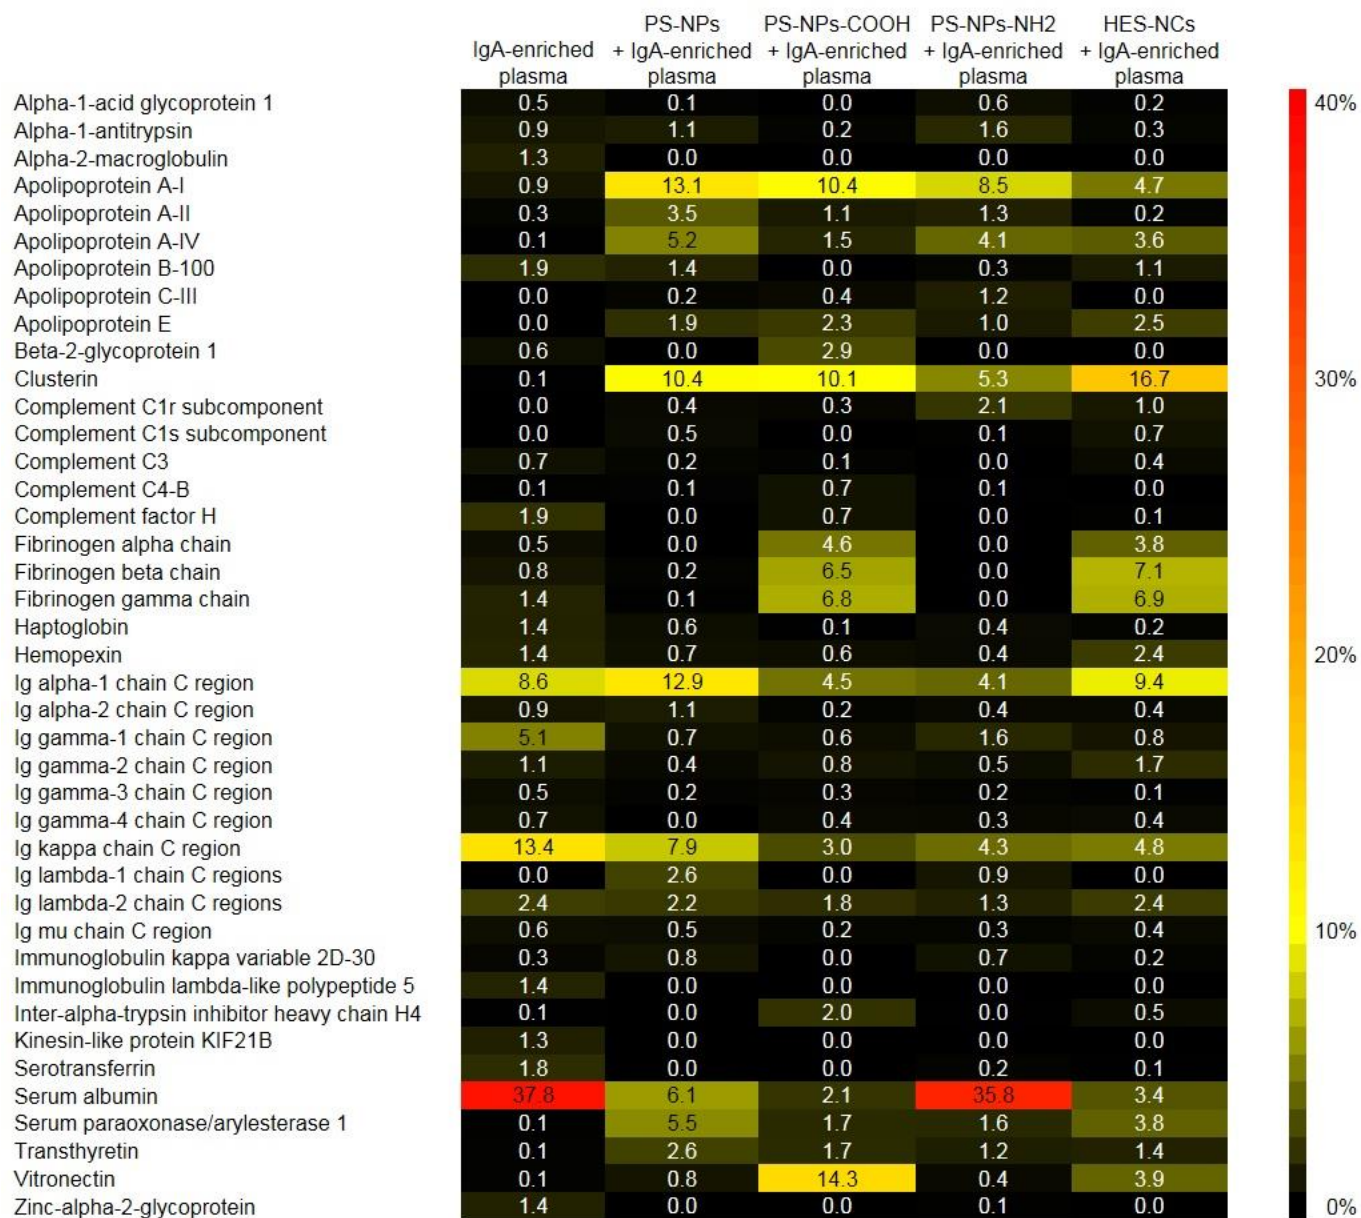 PS-NPs PS-NPs-COOH PS-NPs-NH2 HES-NCs
IgA-enriched + IgA-enriched + IgA-enriched + IgA-enriched + IgA-enriched
plasma plasma plasma plasma plasma
Alpha-1-acid glycoprotein 1 0.5 0.1 0.0 0.6 0.2 40%
Alpha-1-antitrypsin 0.9 1.1 0.2 1.6 0.3
Alpha-2-macroglobulin 1.3 0.0 0.0 0.0 0.0
Apolipoprotein A-I 0.9 13.1 10.4 8.5 4.7
Apolipoprotein A-II 0.3 3.5 1.1 1.3 0.2
Apolipoprotein A-IV 0.1 5.2 1.5 4.1 3.6
Apolipoprotein B-100 1.9 1.4 0.0 0.3 1.1
Apolipoprotein C-III 0.0 0.2 0.4 1.2 0.0
Apolipoprotein E 0.0 1.9 2.3 1.0 2.5
Beta-2-glycoprotein 1 0.6 0.0 2.9 0.0 0.0
Clusterin 0.1 10.4 10.1 5.3 16.7 30%
Complement C1r subcomponent 0.0 0.4 0.3 2.1 1.0
Complement C1s subcomponent 0.0 0.5 0.0 0.1 0.7
Complement C3 0.7 0.2 0.1 0.0 0.4
Complement C4-B 0.1 0.1 0.7 0.1 0.0
Complement factor H 1.9 0.0 0.7 0.0 0.1
Fibrinogen alpha chain 0.5 0.0 4.6 0.0 3.8
Fibrinogen beta chain 0.8 0.2 6.5 0.0 7.1
Fibrinogen gamma chain 1.4 0.1 6.8 0.0 6.9
Haptoglobin 1.4 0.6 0.1 0.4 0.2
Hemopexin 1.4 0.7 0.6 0.4 2.4 20%
Ig alpha-1 chain C region 8.6 12.9 4.5 4.1 9.4
Ig alpha-2 chain C region 0.9 1.1 0.2 0.4 0.4
Ig gamma-1 chain C region 5.1 0.7 0.6 1.6 0.8
Ig gamma-2 chain C region 1.1 0.4 0.8 0.5 1.7
Ig gamma-3 chain C region 0.5 0.2 0.3 0.2 0.1
Ig gamma-4 chain C region 0.7 0.0 0.4 0.3 0.4
Ig kappa chain C region 13.4 7.9 3.0 4.3 4.8
Ig lambda-1 chain C regions 0.0 2.6 0.0 0.9 0.0
Ig lambda-2 chain C regions 2.4 2.2 1.8 1.3 2.4
Ig mu chain C region 0.6 0.5 0.2 0.3 0.4 10%
Immunoglobulin kappa variable 2D-30 0.3 0.8 0.0 0.7 0.2
Immunoglobulin lambda-like polypeptide 5 1.4 0.0 0.0 0.0 0.0
Inter-alpha-trypsin inhibitor heavy chain H4 0.1 0.0 2.0 0.0 0.5
Kinesin-like protein KIF21B 1.3 0.0 0.0 0.0 0.0
Serotransferrin 1.8 0.0 0.0 0.2 0.1
Serum albumin 37.8 6.1 2.1 35.8 3.4
Serum paraoxonase/arylesterase 1 0.1 5.5 1.7 1.6 3.8
Transthyretin 0.1 2.6 1.7 1.2 1.4
Vitronectin 0.1 0.8 14.3 0.4 3.9
Zinc-alpha-2-glycoprotein 1.4 0.0 0.0 0.1 0.0 0%